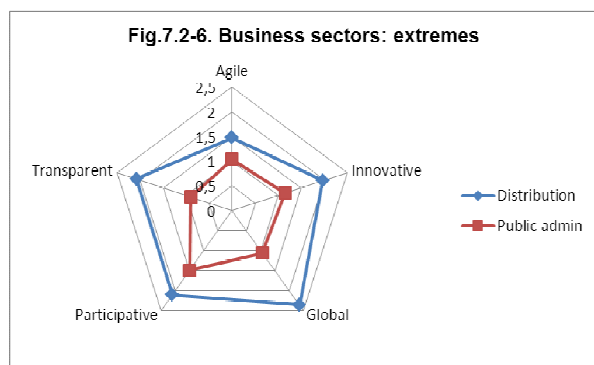 Fig.7.2-6. Business sectors: extremes
Agile
2,5
2
1,5
1
0,5
0
Transparent
Innovative
Participative
Global
Distribution
Public admin